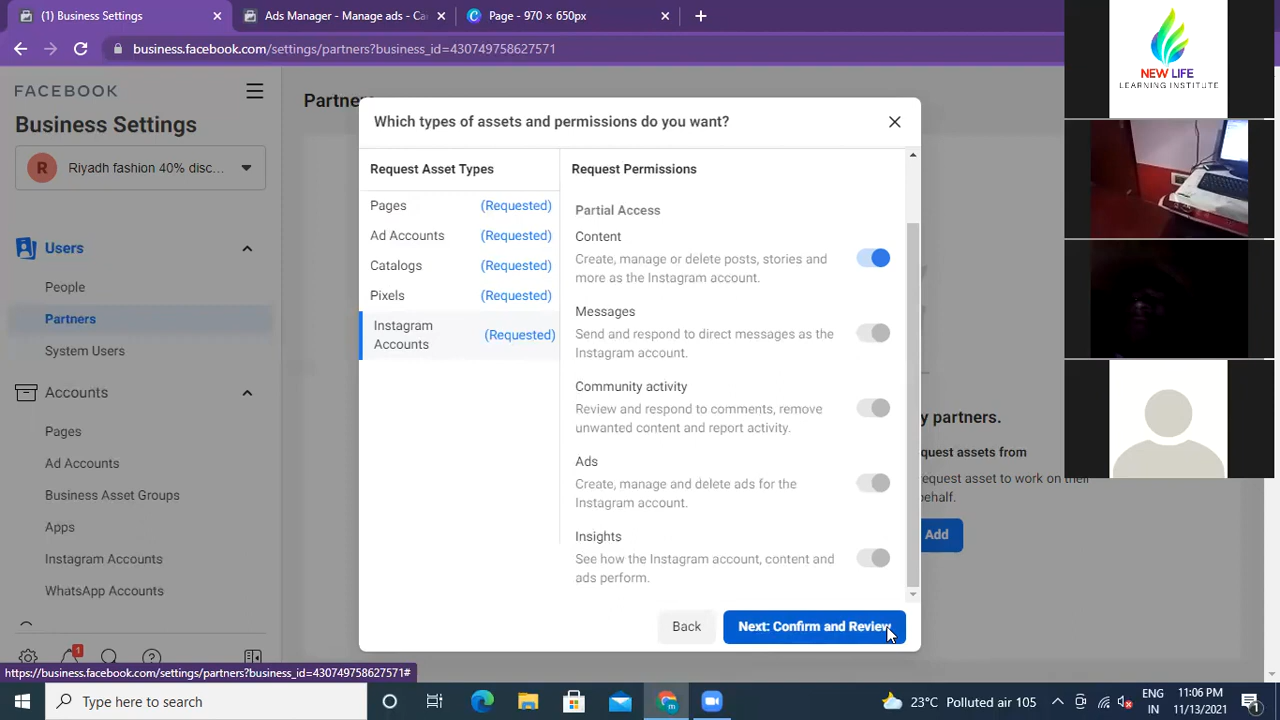 (1) Business Settings
Ads Manager - Manage ads - Ca
Page - 970 × 650px
business.facebook.com/settings/partners?business_id=430749758627571
FACEBOOK
Business Settings
R
Riyadh fashion 40% disc...
Users
People
Partners
System Users
Accounts
Pages
Ad Accounts
Business Asset Groups
Apps
Instagram Accounts
WhatsApp Accounts
1
https://business.facebook.com/settings/partners?business_id=430749758627571#
Partner
Which types of assets and permissions do you want?
Request Asset Types
Pages (Requested)
Ad Accounts (Requested)
Catalogs (Requested)
Pixels (Requested)
Instagram
Accounts
(Requested)
Request Permissions
Partial Access
Content
Create, manage or delete posts, stories and
more as the Instagram account.
Messages
Send and respond to direct messages as the
Instagram account.
Community activity
Review and respond to comments, remove
unwanted content and report activity.
Ads
Create, manage and delete ads for the
Instagram account.
Insights
See how the Instagram account, content and
ads perform.
Back
Next: Confirm and Review
y partners.
quest assets from
request asset to work on their
behalf.
Add
NEW LIFE
LEARNING INSTITUTE
Type here to search
23°C Polluted air 105
ENG
IN
11:06 PM
11/13/2021
1